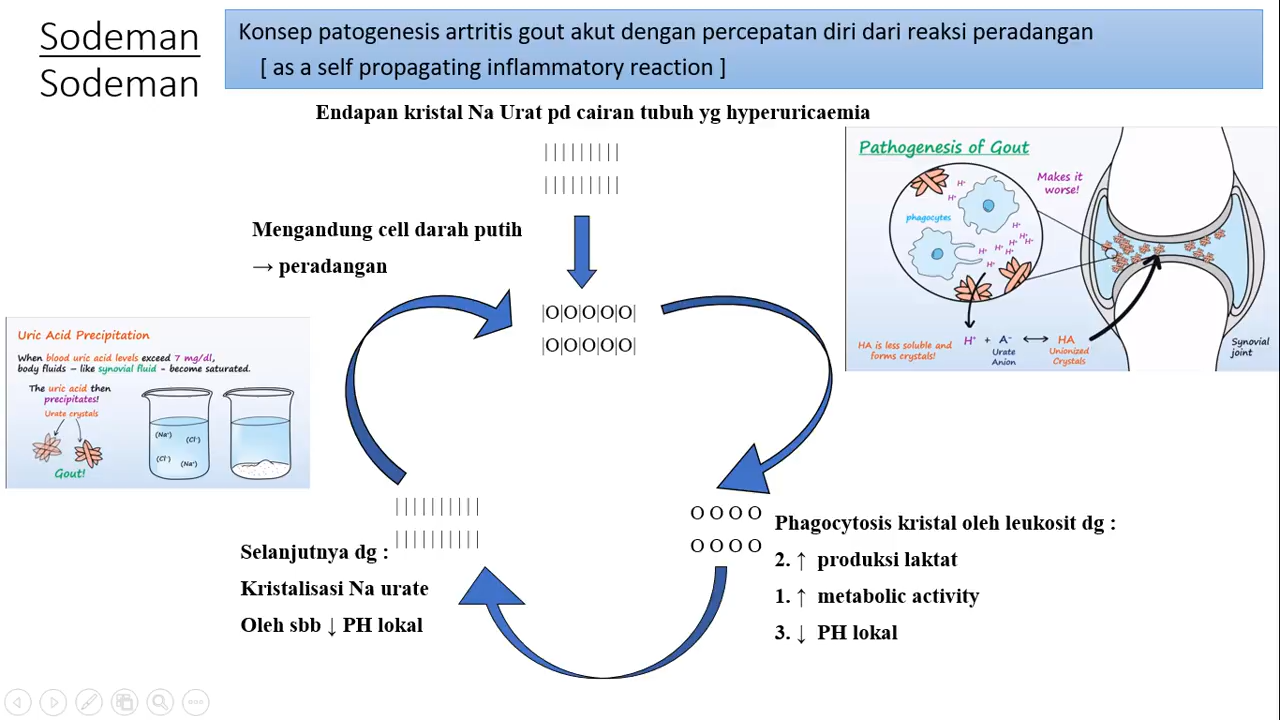 Sodeman
Sodeman
Konsep patogenesis artritis gout akut dengan percepatan diri dari reaksi peradangan
[ as a self propagating inflammatory reaction ]
Endapan kristal Na Urat pd cairan tubuh yg hyperuricaemia
| | | | | | | | |
| | | | | | | | |
Mengandung cell darah putih
→ peradangan
|O|O|O|O|O|
|O|O|O|O|O|
Pathogenesis of Gout
Makes it
worse!
phagocytes
H⁺
H⁺
H⁺
H⁺
H⁺
H⁺
H⁺
H⁺
H⁺
H⁺
H⁺
HA is less soluble and
forms crystals!
H⁺ + A⁻ ↔ HA
Urate
Anion
Unionized
Crystals
Synovial
joint
Uric Acid Precipitation
When blood uric acid levels exceed 7 mg/dl,
body fluids – like synovial fluid - become saturated.
The uric acid then
precipitates!
Urate crystals
Gout!
(Na⁺)
(Cl⁻)
(Cl⁻)
(Na⁺)
| | | | | | | | | |
| | | | | | | | | |
Selanjutnya dg :
Kristalisasi Na urate
Oleh sbb ↓ PH lokal
O O O O
O O O O
Phagocytosis kristal oleh leukosit dg :
2. ↑ produksi laktat
1. ↑ metabolic activity
3. ↓ PH lokal